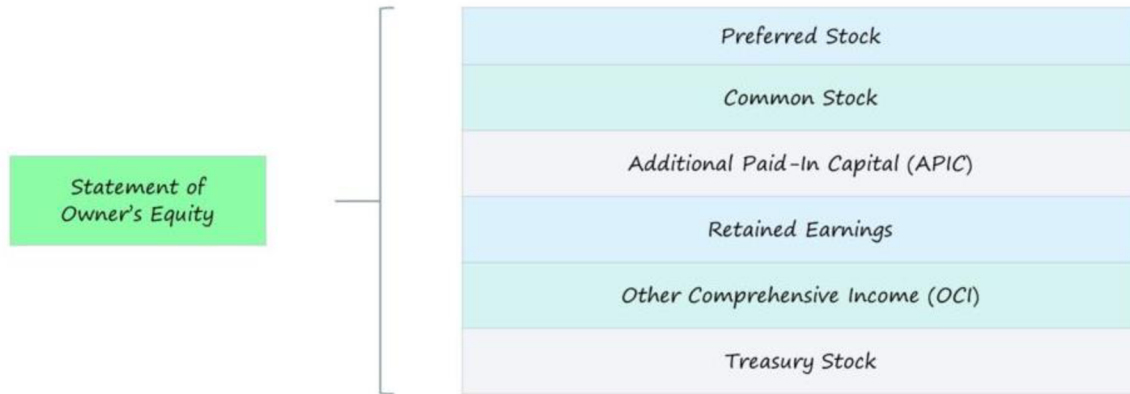 Preferred Stock
Common Stock
Additional Paid-In Capital (APIC)
Statement of
Owner's Equity
Retained Earnings
Other Comprehensive Income (OCI)
Treasury Stock